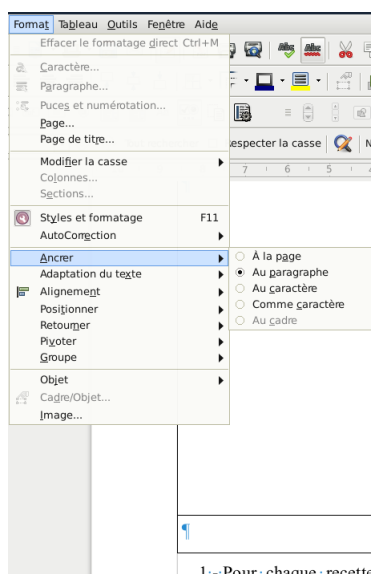 Format Tableau Outils Fenêtre Aide
Effacer le formatage direct Ctrl+M
Caractère...
Paragraphe...
Puces et numérotation...
Page...
Page de titre...
Respecter la casse
Modifier la casse
7 6 5 4
Colonnes...
Sections...
Styles et formatage F11
AutoCorrection
Ancrer
À la page
Adaptation du texte
Au paragraphe
Alignement
Au caractère
Positionner
Comme caractère
Retourner
Au cadre
Pivoter
Groupe
Objet
Cadre/Objet...
Image...
¶
1 - Pour chaque recette